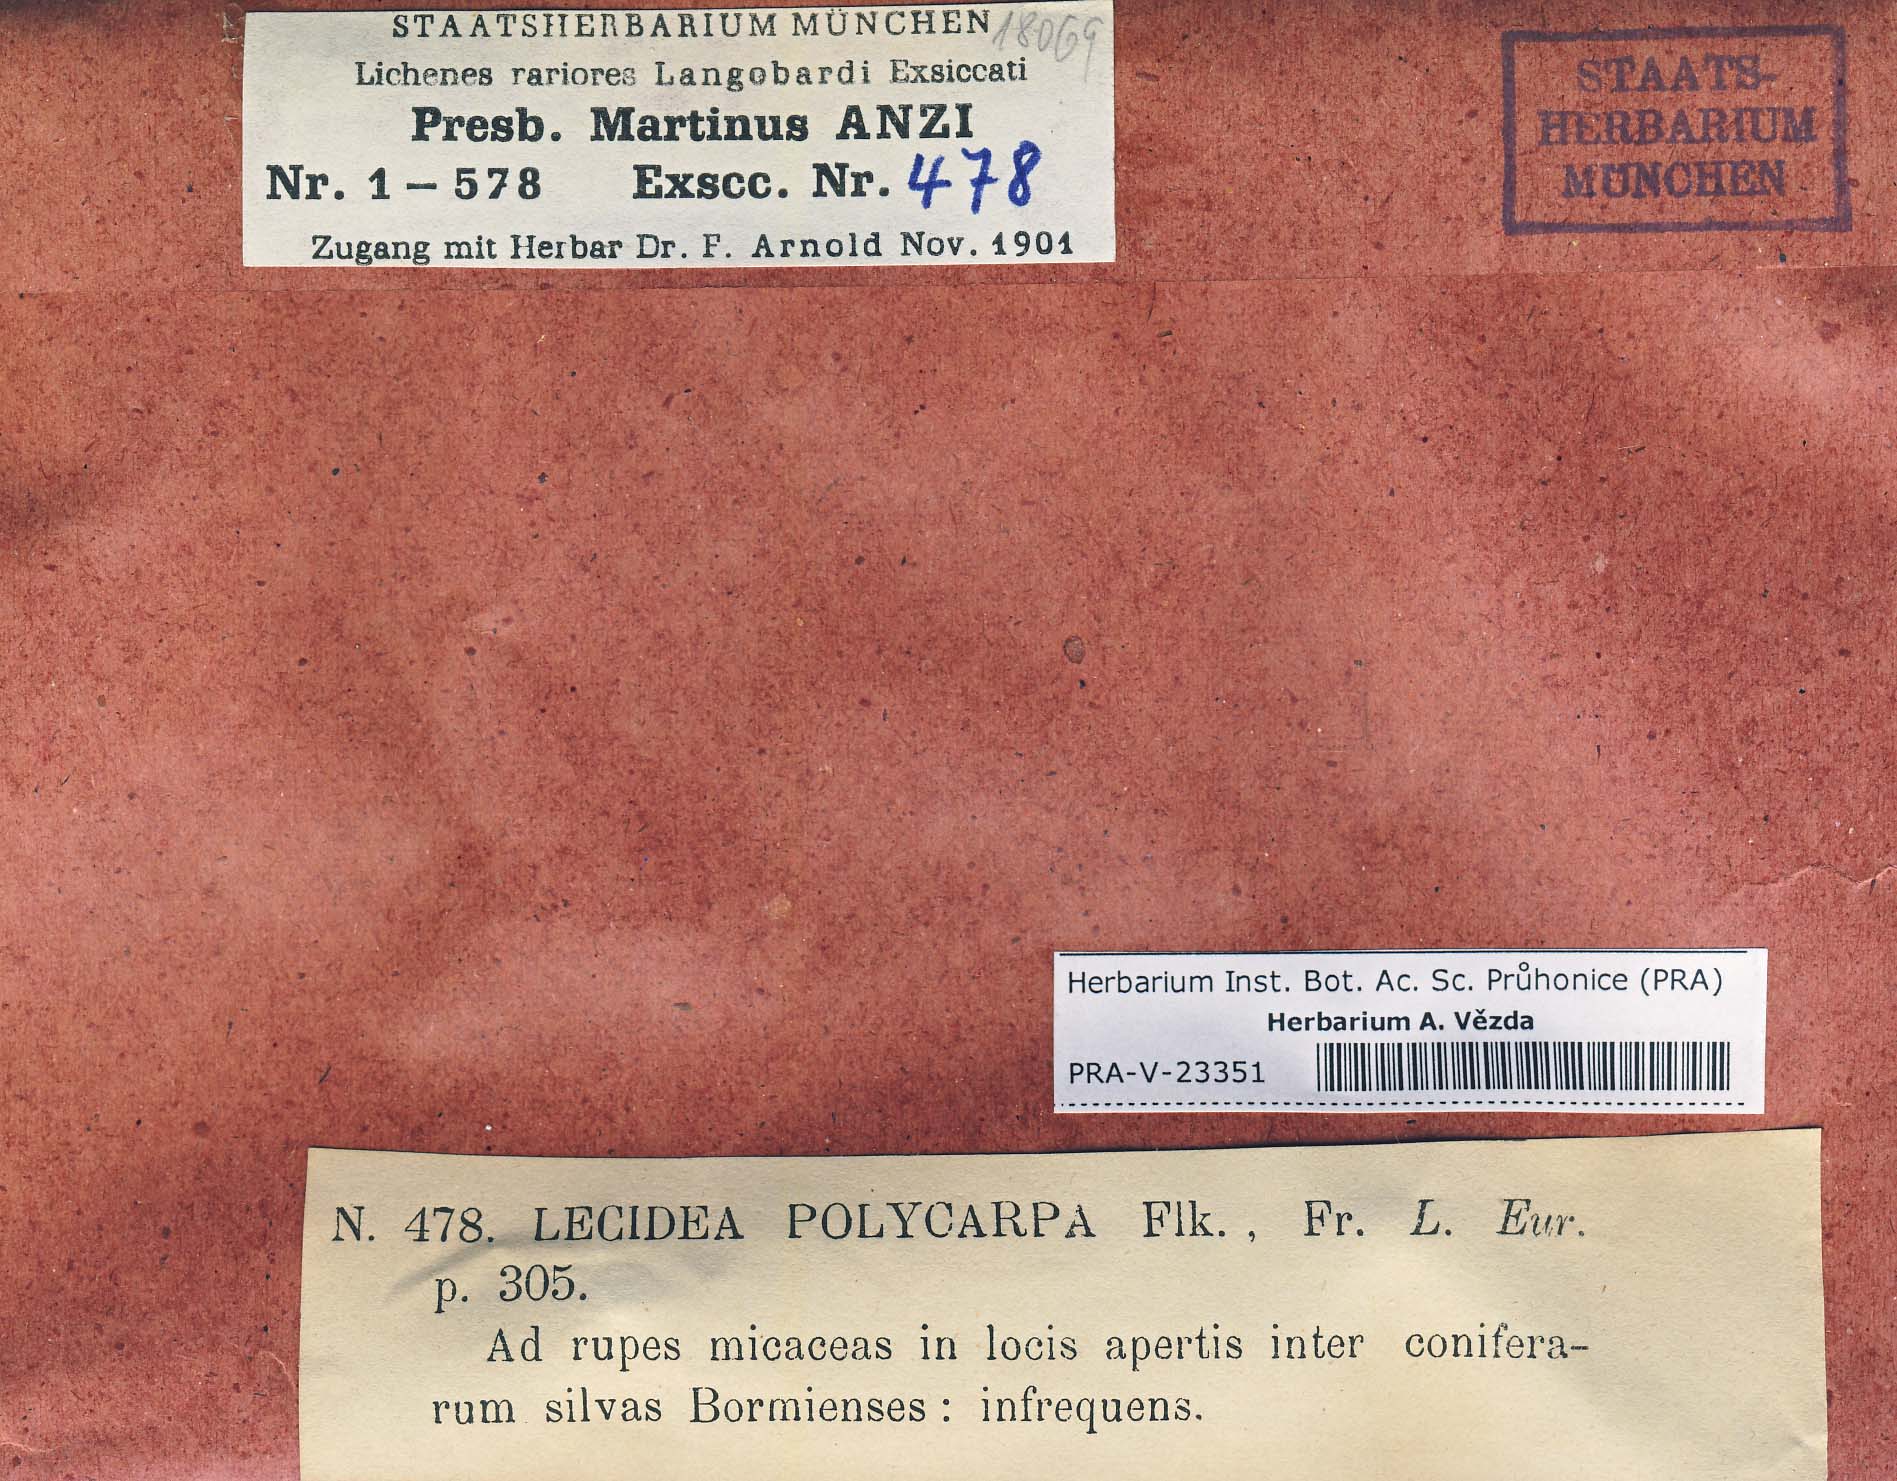 STAATSHERBARIUM MÜNCHEN 18069
Lichenes rariores Langobardi Exsiccati
Presb. Martinus ANZI
Nr. 1 – 578 Exscc. Nr. 478
Zugang mit Herbar Dr. F. Arnold Nov. 1901
STAATS-
HERBARIUM
MÜNCHEN
Herbarium Inst. Bot. Ac. Sc. Průhonice (PRA)
Herbarium A. Vězda
PRA-V-23351
N. 478. LECIDEA POLYCARPA Flk., Fr. L. Eur.
p. 305.
Ad rupes micaceas in locis apertis inter conifera-
rum silvas Bormienses: infrequens.